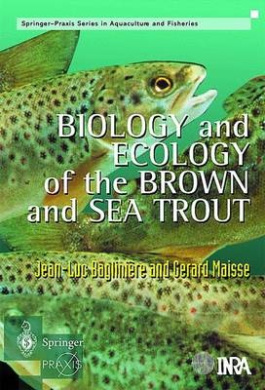 Springer–Praxis Series in Aquaculture and Fisheries
BIOLOGY and
ECOLOGY
of the BROWN
and SEA TROUT
Jean-Luc Baglinière and Gerard Maisse
Springer
PRAXIS
INRA